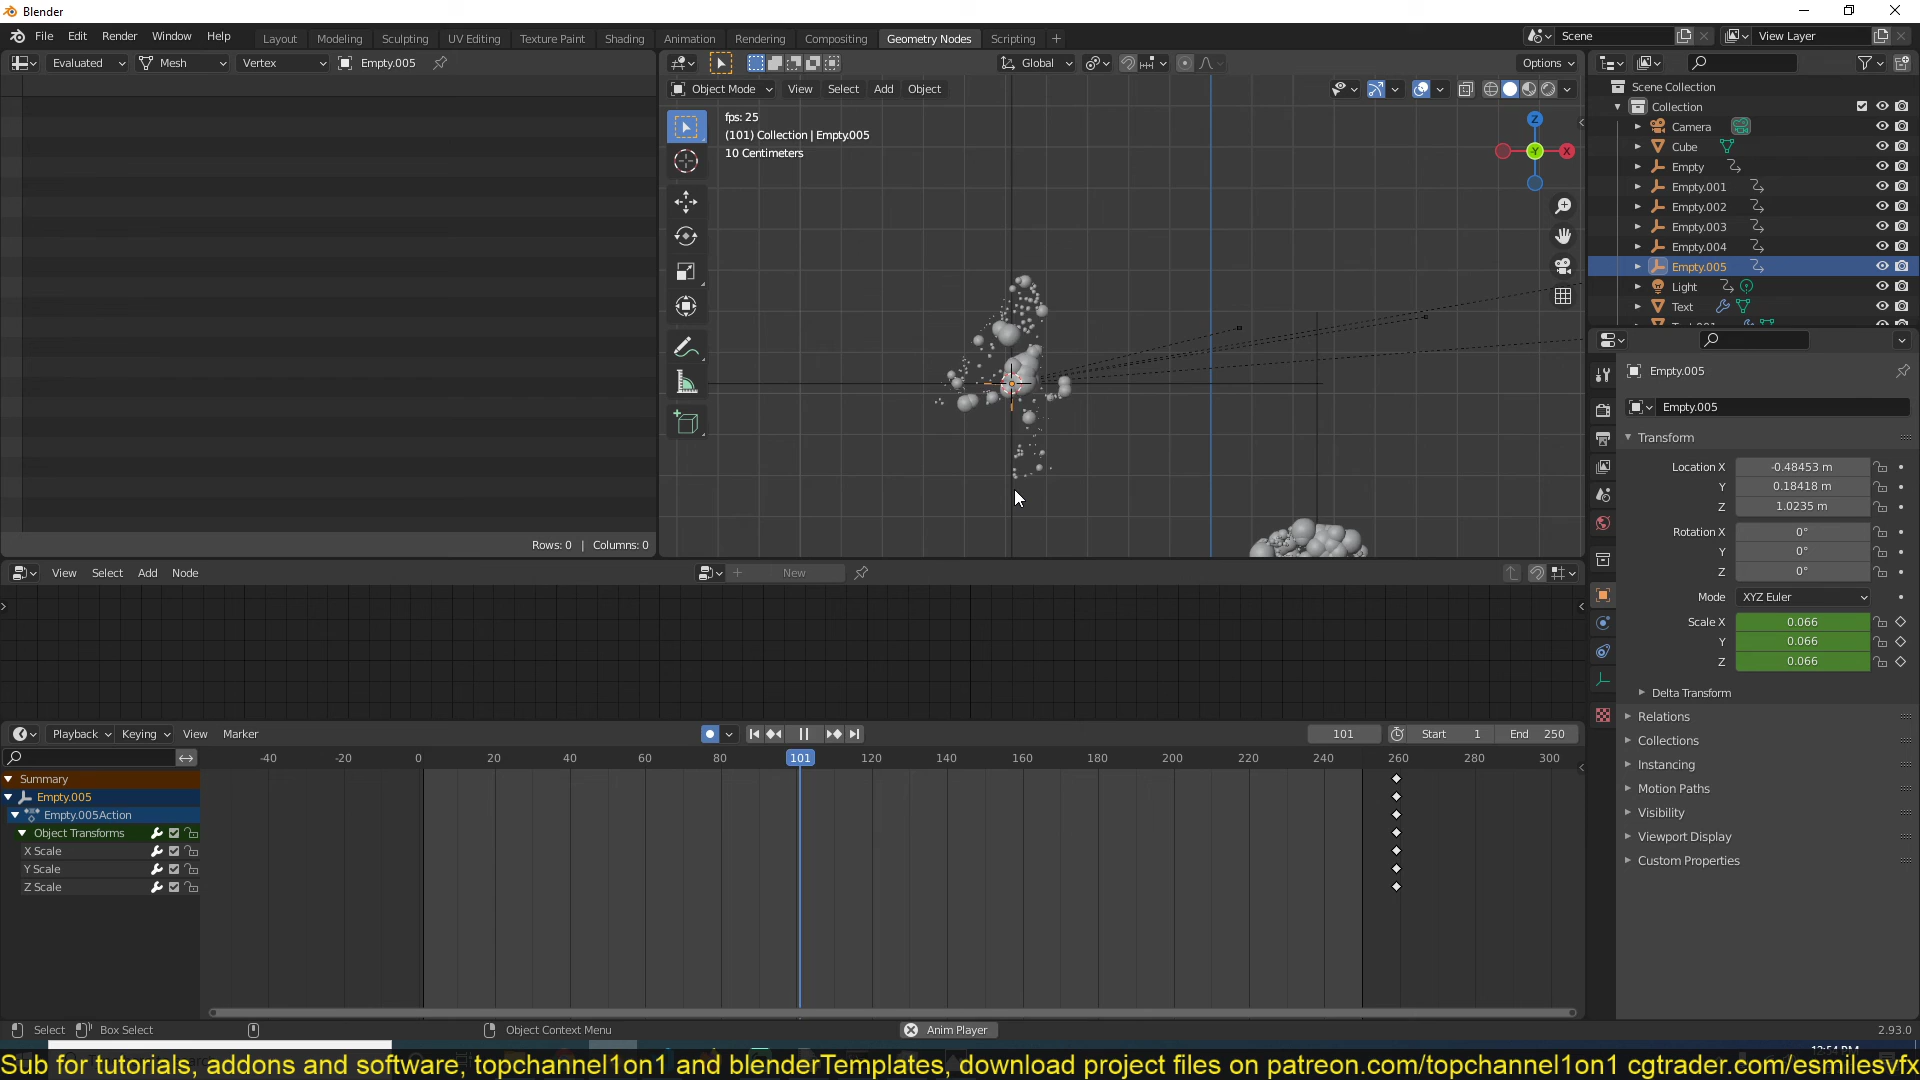 Blender
File Edit Render Window Help Layout Modeling Sculpting UV Editing Texture Paint Shading Animation Rendering Compositing Geometry Nodes Scripting + Scene View Layer
Evaluated Mesh Vertex Empty.005 Global Options
Object Mode View Select Add Object
fps: 25
(101) Collection | Empty.005
10 Centimeters
Z
Y
X
Rows: 0 | Columns: 0
Scene Collection
Collection
Camera
Cube
Empty
Empty.001
Empty.002
Empty.003
Empty.004
Empty.005
Light
Text
Empty.005
Empty.005
Transform
Location X -0.48453 m
Y 0.18418 m
Z 1.0235 m
Rotation X 0°
Y 0°
Z 0°
Mode XYZ Euler
Scale X 0.066
Y 0.066
Z 0.066
Delta Transform
Relations
Collections
Instancing
Motion Paths
Visibility
Viewport Display
Custom Properties
View Select Add Node New
Playback Keying View Marker 101 Start 1 End 250
-40 -20 0 20 40 60 80 101 120 140 160 180 200 220 240 260 280 300
Summary
Empty.005
Empty.005Action
Object Transforms
X Scale
Y Scale
Z Scale
Select Box Select Object Context Menu Anim Player 2.93.0
Sub for tutorials, addons and software; topchannel1on1 and blenderTemplates, download project files on patreon.com/topchannel1on1 cgtrader.com/esmilesvfx